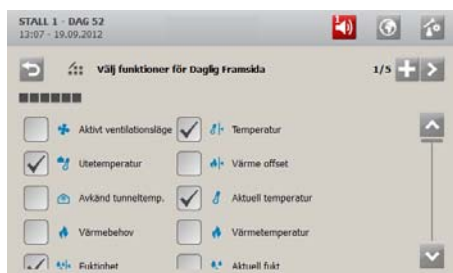 STALL 1 - DAG 52
13:07 - 19.09.2012
Välj funktioner för Daglig Framsida 1/5
Aktivt ventilationsläge Temperatur
Utetemperatur Värme offset
Avkänd tunneltemp. Aktuell temperatur
Värmebehov Värmetemperatur
Fuktighet Aktuell fukt